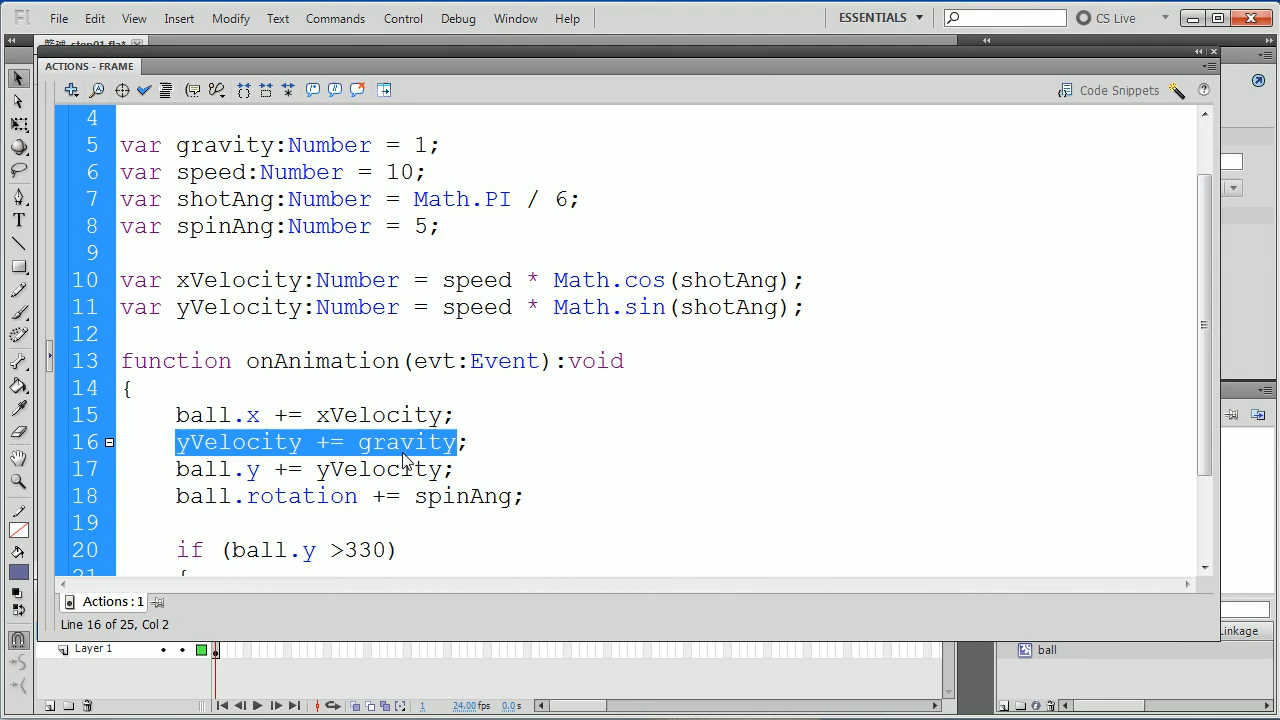 Fl File Edit View Insert Modify Text Commands Control Debug Window Help ESSENTIALS CS Live
ACTIONS - FRAME
Code Snippets
4
5 var gravity:Number = 1;
6 var speed:Number = 10;
7 var shotAng:Number = Math.PI / 6;
8 var spinAng:Number = 5;
9
10 var xVelocity:Number = speed * Math.cos(shotAng);
11 var yVelocity:Number = speed * Math.sin(shotAng);
12
13 function onAnimation(evt:Event):void
14 {
15 ball.x += xVelocity;
16 yVelocity += gravity;
17 ball.y += yVelocity;
18 ball.rotation += spinAng;
19
20 if (ball.y >330)
21 {
Actions : 1
Line 16 of 25, Col 2
Linkage
Layer 1
ball
1 24.00 fps 0.0 s